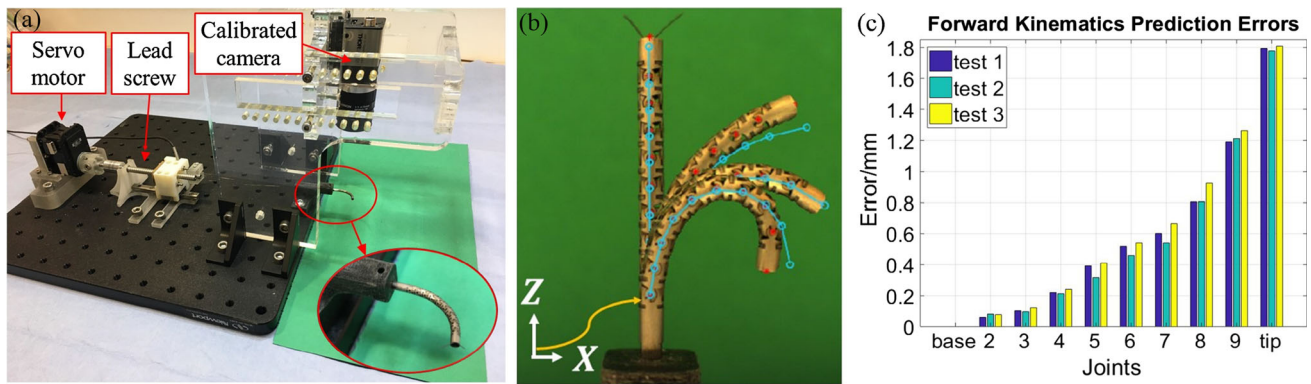 (a)
Servo
motor
Lead
screw
Calibrated
camera
Newport
(b)
Z
X
(c)
Forward Kinematics Prediction Errors
Error/mm
1.8
1.6
1.4
1.2
1
0.8
0.6
0.4
0.2
0
test 1
test 2
test 3
base 2 3 4 5 6 7 8 9 tip
Joints